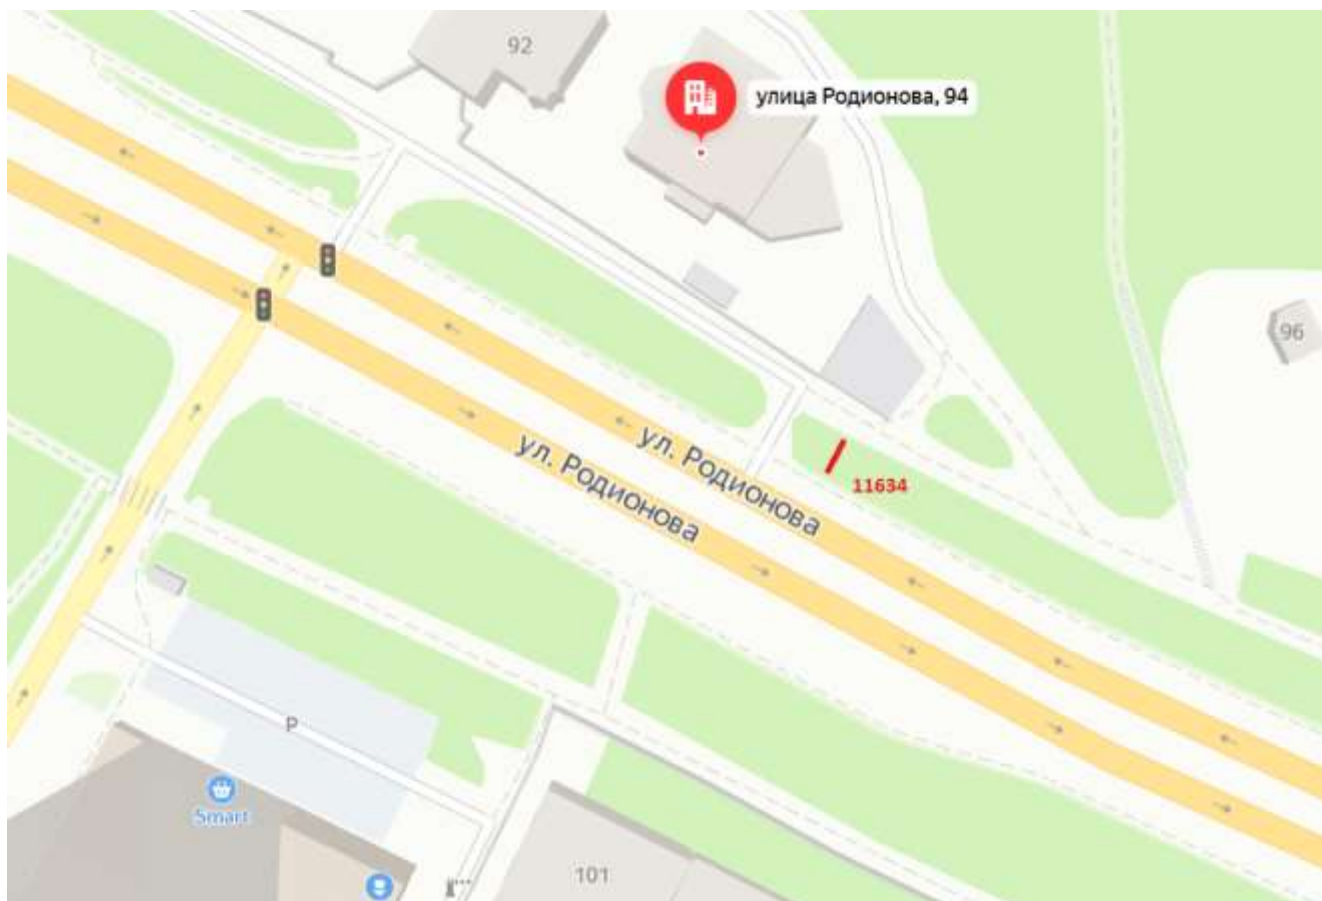 92
улица Родионова, 94
96
ул. Родионова
ул. Родионова
11634
P
Smart
101